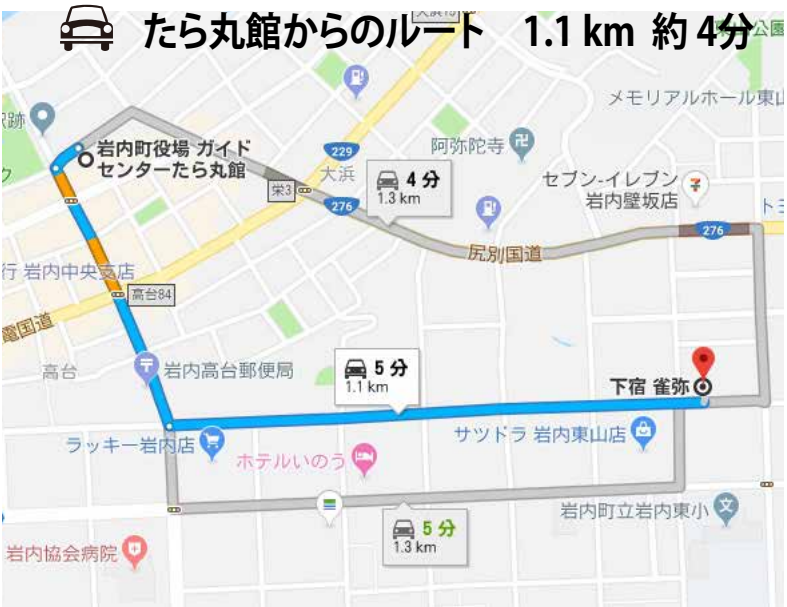 たら丸館からのルート 1.1 km 約 4分
メモリアルホール東山
岩内町役場 ガイド
センターたら丸館
229
大浜
阿弥陀寺
4 分
1.3 km
栄3
276
セブン-イレブン
岩内壁坂店
276
尻別国道
行 岩内中央支店
高台84
電国道
高台
岩内高台郵便局
5 分
1.1 km
下宿 雀弥
ラッキー岩内店
サツドラ 岩内東山店
ホテルいのう
岩内町立岩内東小
文
5 分
1.3 km
岩内協会病院